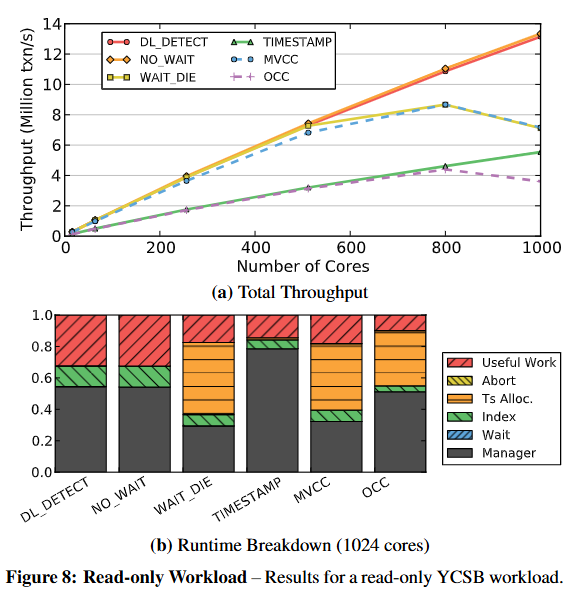 14
12
10
8
6
4
2
0
Throughput (Million txn/s)
DL_DETECT
NO_WAIT
WAIT_DIE
TIMESTAMP
MVCC
OCC
0 200 400 600 800 1000
Number of Cores
(a) Total Throughput
1.0
0.8
0.6
0.4
0.2
0.0
Useful Work
Abort
Ts Alloc.
Index
Wait
Manager
DL_DETECT
NO_WAIT
WAIT_DIE
TIMESTAMP
MVCC
OCC
(b) Runtime Breakdown (1024 cores)
Figure 8: Read-only Workload – Results for a read-only YCSB workload.